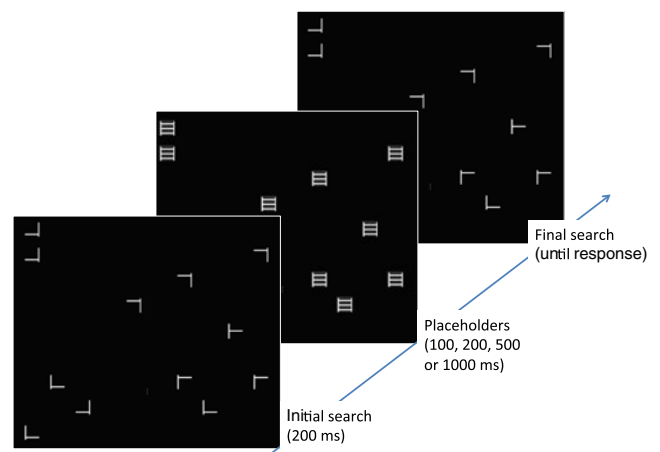 Initial search
(200 ms)
Placeholders
(100, 200, 500
or 1000 ms)
Final search
(until response)